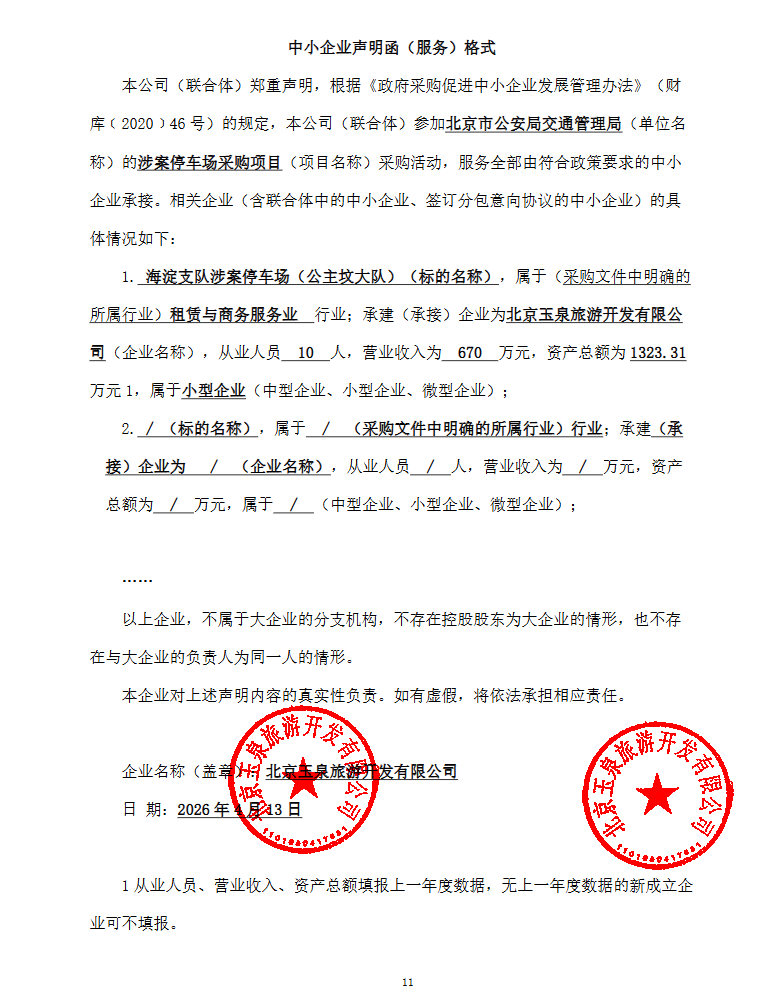 中小企业声明函（服务）格式
本公司（联合体）郑重声明，根据《政府采购促进中小企业发展管理办法》（财
库﹝2020﹞46号）的规定，本公司（联合体）参加北京市公安局交通管理局（单位名
称）的涉案停车场采购项目（项目名称）采购活动，服务全部由符合政策要求的中小
企业承接。相关企业（含联合体中的中小企业、签订分包意向协议的中小企业）的具
体情况如下：
1. 海淀支队涉案停车场（公主坟大队）（标的名称），属于（采购文件中明确的
所属行业）租赁与商务服务业 行业；承建（承接）企业为北京玉泉旅游开发有限公
司（企业名称），从业人员 10 人，营业收入为 670 万元，资产总额为1323.31
万元1，属于小型企业（中型企业、小型企业、微型企业）；
2. / （标的名称），属于 / （采购文件中明确的所属行业）行业；承建（承
接）企业为 / （企业名称），从业人员 / 人，营业收入为 / 万元，资产
总额为 / 万元，属于 / （中型企业、小型企业、微型企业）；
……
以上企业，不属于大企业的分支机构，不存在控股股东为大企业的情形，也不存
在与大企业的负责人为同一人的情形。
本企业对上述声明内容的真实性负责。如有虚假，将依法承担相应责任。
企业名称（盖章）：北京玉泉旅游开发有限公司
日 期：2026年4月13日
北京玉泉旅游开发有限公司
北京玉泉旅游开发有限公司
1从业人员、营业收入、资产总额填报上一年度数据，无上一年度数据的新成立企
业可不填报。
11